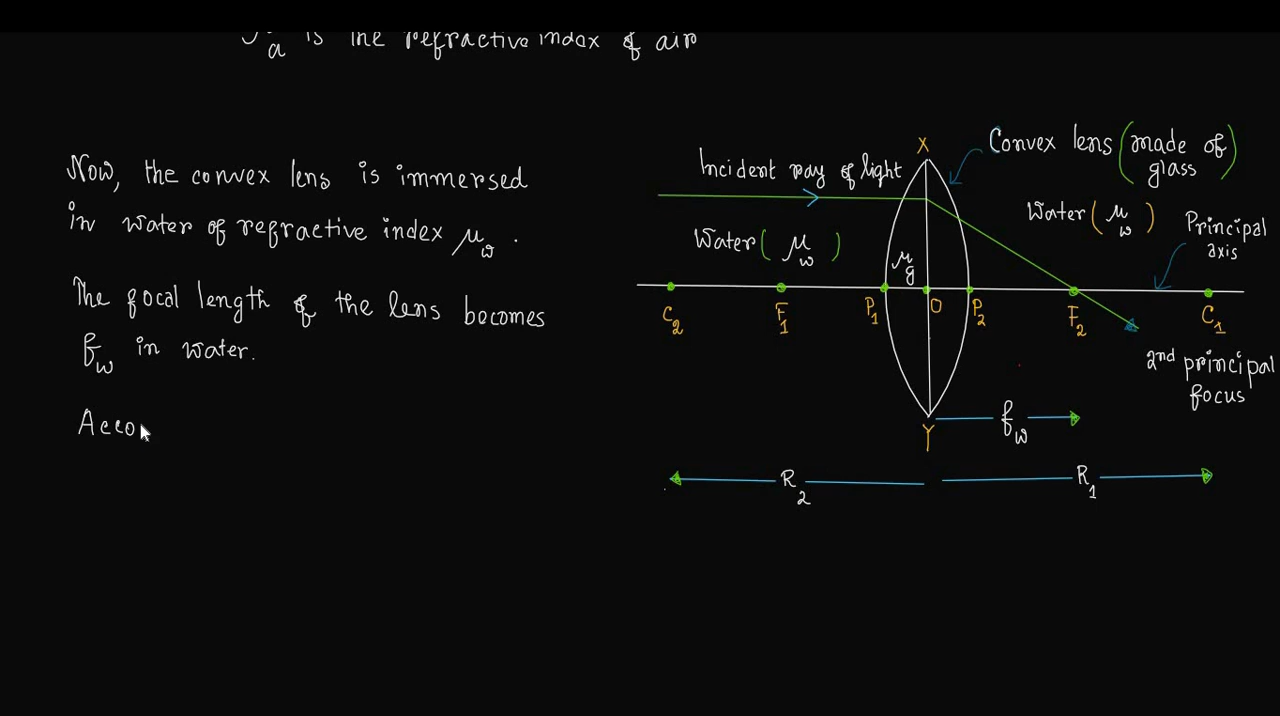 μ
a is the refractive index of air
Now, the convex lens is immersed
in water of refractive index μw .
The focal length of the lens becomes
fw in water.
Acco
X
Convex lens (made of
glass)
Incident ray of light
Water (μw)
Water (μw)
Principal
axis
μg
C2 F1 P1 O P2 F2 C1
2nd principal
focus
fw
Y
R2 R1